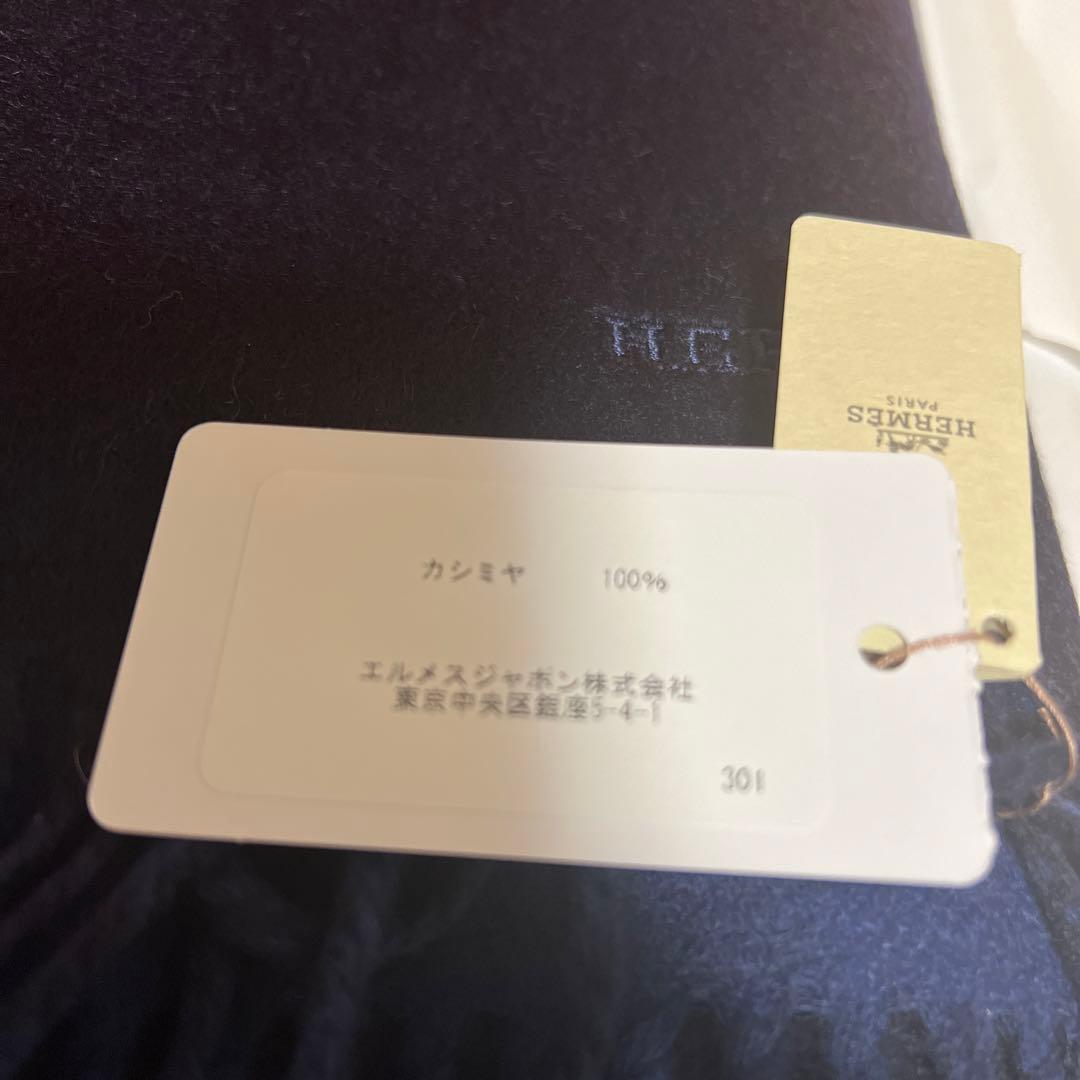 H.C
HERMES
PARIS
カシミヤ 100%
エルメスジャポン株式会社
東京中央区銀座5-4-1
301